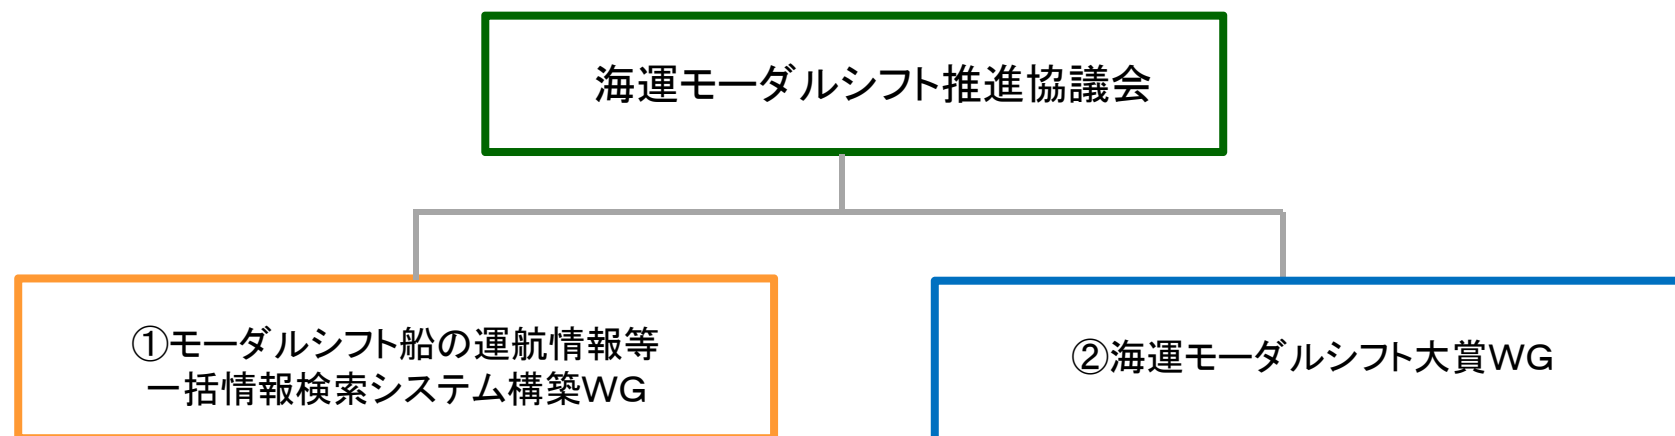 海運モーダルシフト推進協議会
①モーダルシフト船の運航情報等
一括情報検索システム構築WG
②海運モーダルシフト大賞WG